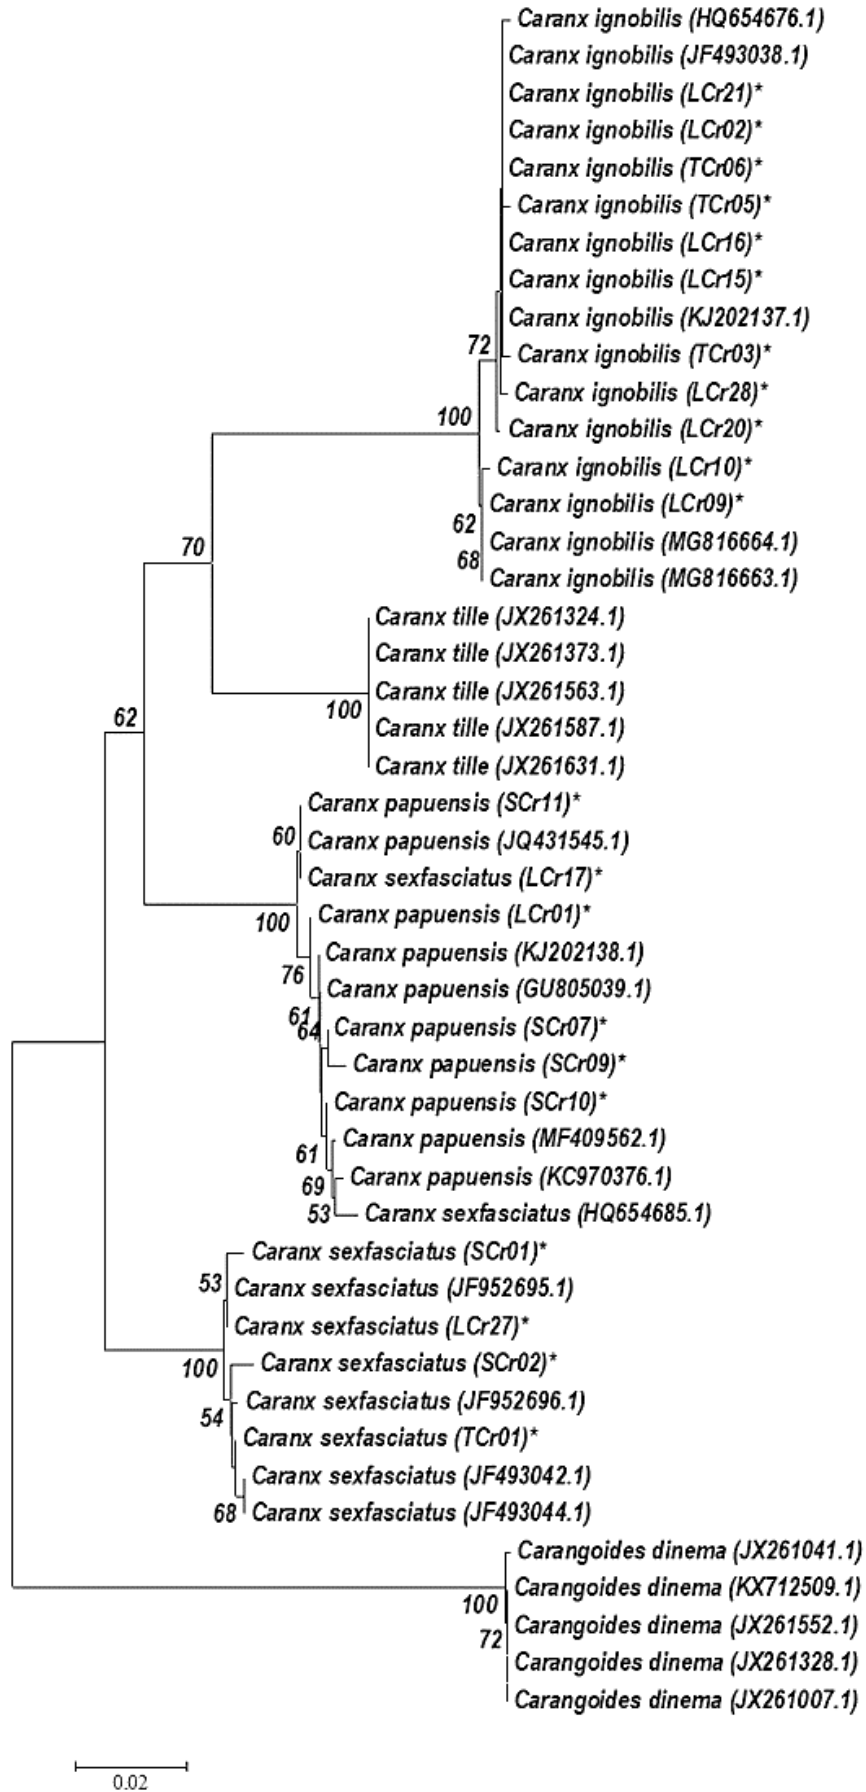 Caranx ignobilis (HQ654676.1)
Caranx ignobilis (JF493038.1)
Caranx ignobilis (LCr21)*
Caranx ignobilis (LCr02)*
Caranx ignobilis (TCr06)*
Caranx ignobilis (TCr05)*
Caranx ignobilis (LCr16)*
Caranx ignobilis (LCr15)*
Caranx ignobilis (KJ202137.1)
72
Caranx ignobilis (TCr03)*
Caranx ignobilis (LCr28)*
100
Caranx ignobilis (LCr20)*
Caranx ignobilis (LCr10)*
Caranx ignobilis (LCr09)*
62
Caranx ignobilis (MG816664.1)
70
68
Caranx ignobilis (MG816663.1)
Caranx tille (JX261324.1)
Caranx tille (JX261373.1)
Caranx tille (JX261563.1)
100
62
Caranx tille (JX261587.1)
Caranx tille (JX261631.1)
Caranx papuensis (SCr11)*
60
Caranx papuensis (JQ431545.1)
Caranx sexfasciatus (LCr17)*
100
Caranx papuensis (LCr01)*
Caranx papuensis (KJ202138.1)
76
Caranx papuensis (GU805039.1)
61
64
Caranx papuensis (SCr07)*
Caranx papuensis (SCr09)*
Caranx papuensis (SCr10)*
Caranx papuensis (MF409562.1)
61
Caranx papuensis (KC970376.1)
69
53
Caranx sexfasciatus (HQ654685.1)
Caranx sexfasciatus (SCr01)*
53
Caranx sexfasciatus (JF952695.1)
Caranx sexfasciatus (LCr27)*
100
Caranx sexfasciatus (SCr02)*
Caranx sexfasciatus (JF952696.1)
54
Caranx sexfasciatus (TCr01)*
Caranx sexfasciatus (JF493042.1)
68
Caranx sexfasciatus (JF493044.1)
Carangoides dinema (JX261041.1)
Carangoides dinema (KX712509.1)
100
Carangoides dinema (JX261552.1)
72
Carangoides dinema (JX261328.1)
Carangoides dinema (JX261007.1)
0.02